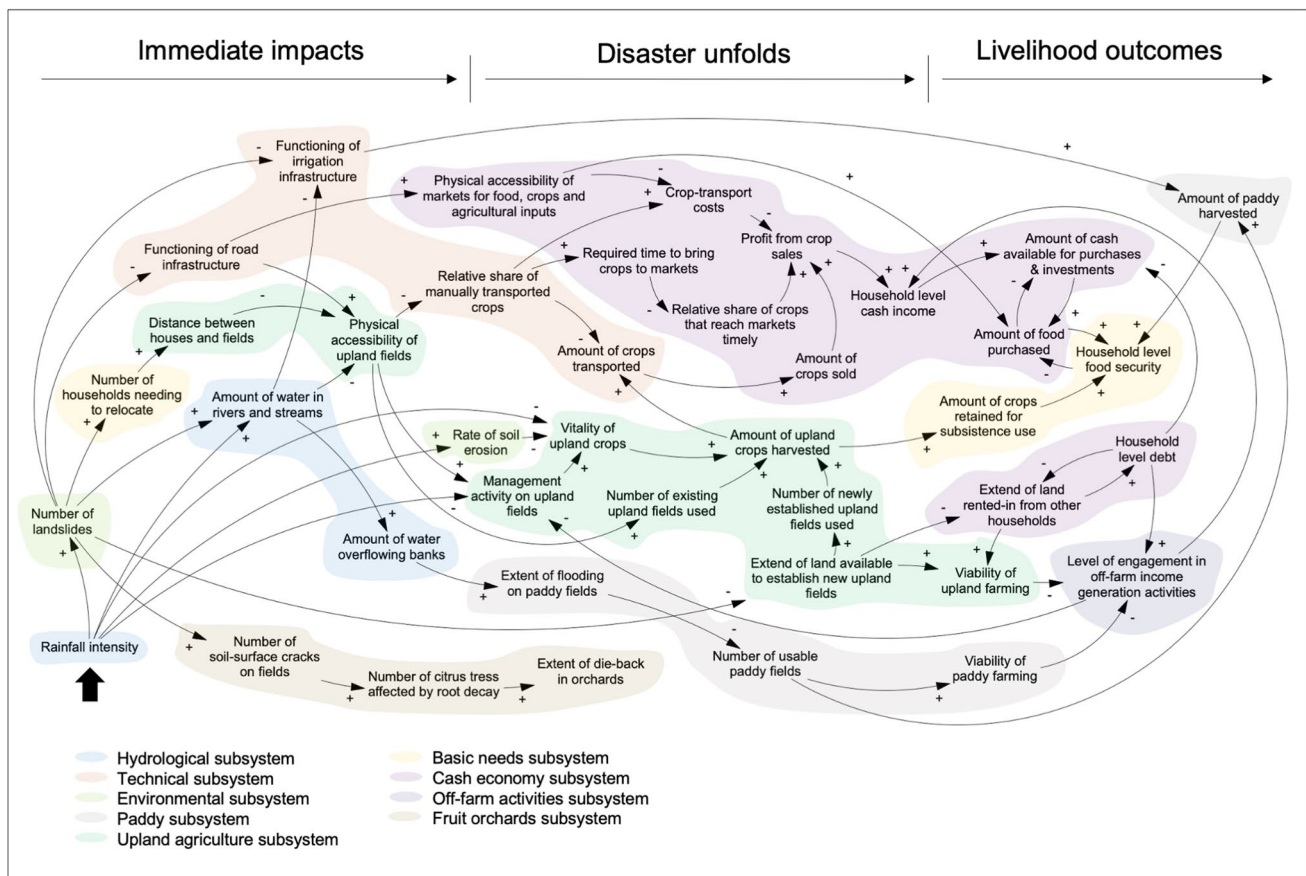 Immediate impacts
Disaster unfolds
Livelihood outcomes
Functioning of
irrigation
infrastructure
Physical accessibility of
markets for food, crops and
agricultural inputs
Crop-transport
costs
Amount of paddy
harvested
Functioning of road
infrastructure
Profit from crop
sales
Amount of cash
available for purchases
& investments
Required time to bring
crops to markets
Relative share of
manually transported
crops
Household level
cash income
Distance between
houses and fields
Physical
accessibility of
upland fields
Relative share of crops
that reach markets
timely
Amount of food
purchased
Household level
food security
Amount of crops
transported
Amount of
crops sold
Number of
households needing
to relocate
Amount of water in
rivers and streams
Amount of crops
retained for
subsistence use
Rate of soil
erosion
Vitality of
upland crops
Amount of upland
crops harvested
Household
level debt
Management
activity on upland
fields
Number of existing
upland fields used
Number of newly
established upland
fields used
Extend of land
rented-in from other
households
Number of
landslides
Amount of water
overflowing banks
Extent of flooding
on paddy fields
Extend of land available
to establish new upland
fields
Viability of
upland farming
Level of engagement in
off-farm income
generation activities
Rainfall intensity
Number of
soil-surface cracks
on fields
Number of citrus tress
affected by root decay
Extent of die-back
in orchards
Number of usable
paddy fields
Viability of
paddy farming
Hydrological subsystem
Technical subsystem
Environmental subsystem
Paddy subsystem
Upland agriculture subsystem
Basic needs subsystem
Cash economy subsystem
Off-farm activities subsystem
Fruit orchards subsystem